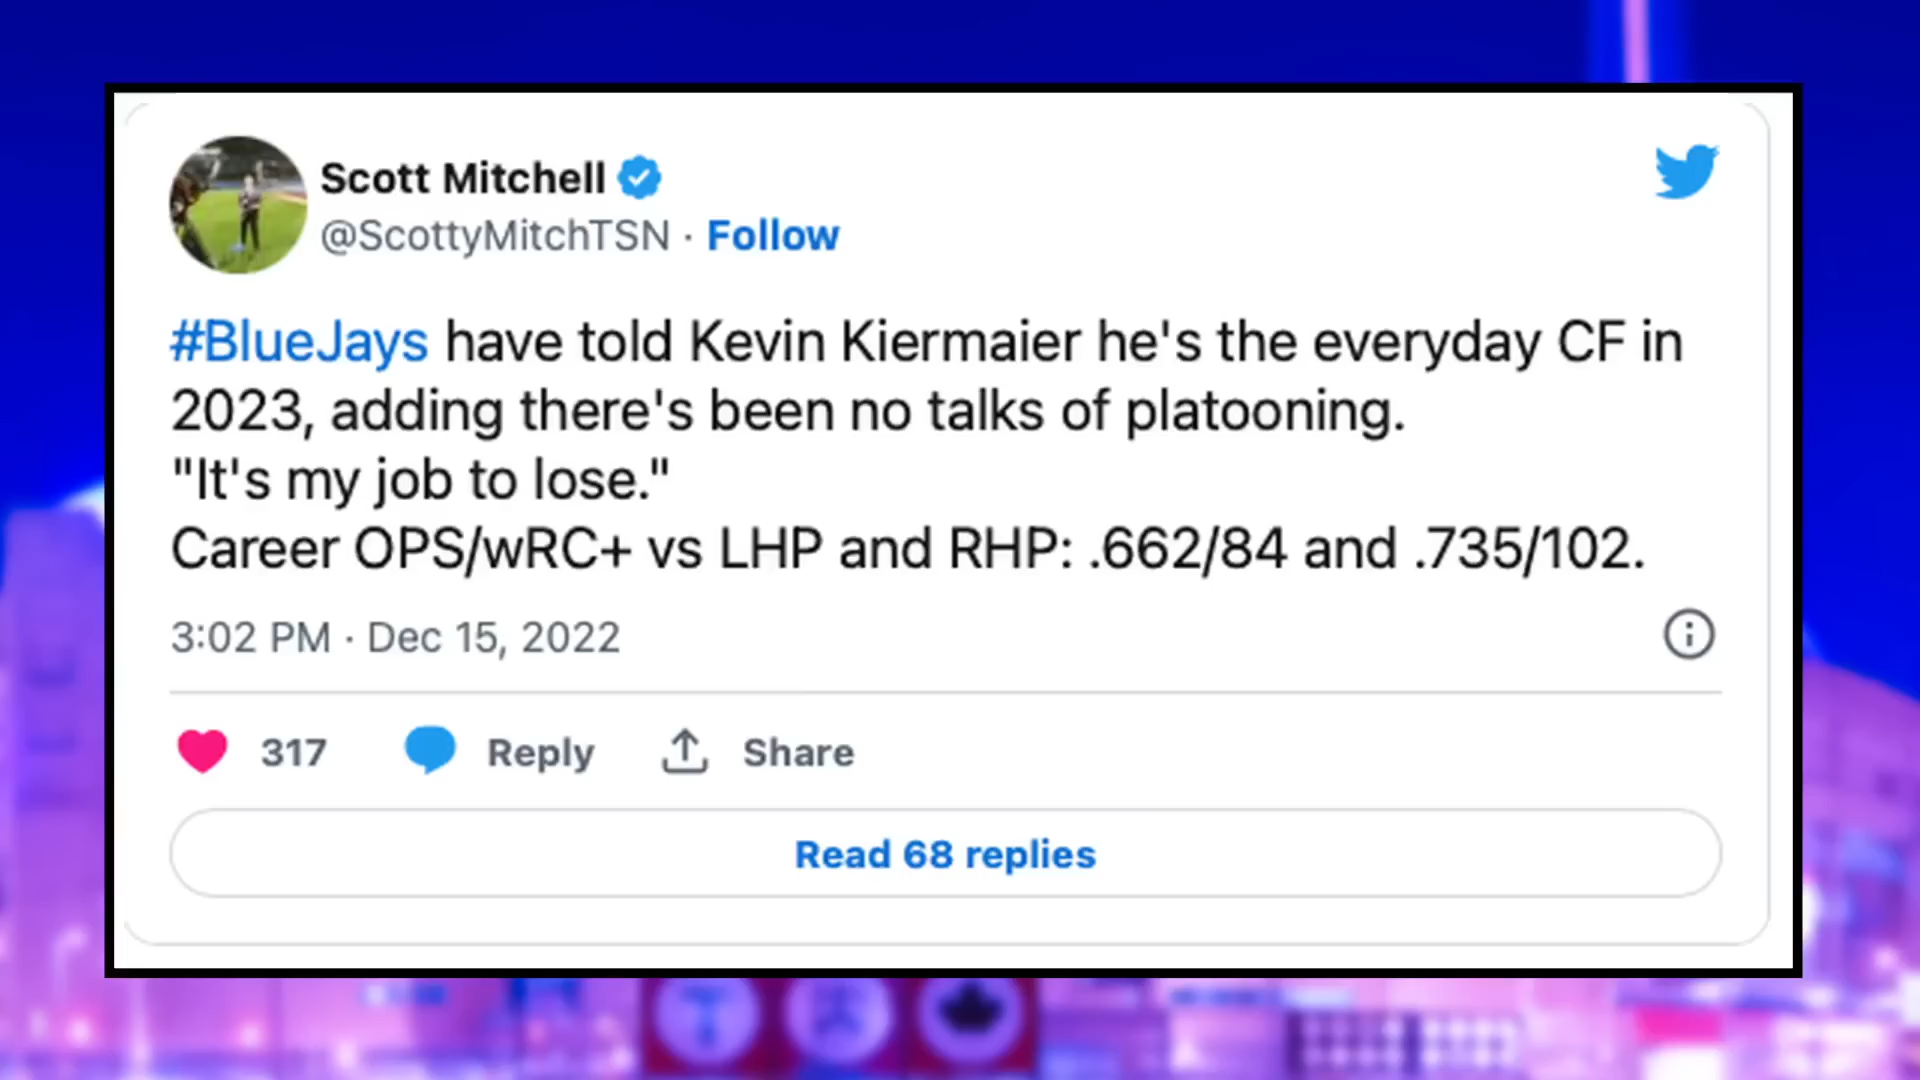 Scott Mitchell
@ScottyMitchTSN · Follow
#BlueJays have told Kevin Kiermaier he's the everyday CF in
2023, adding there's been no talks of platooning.
"It's my job to lose."
Career OPS/wRC+ vs LHP and RHP: .662/84 and .735/102.
3:02 PM · Dec 15, 2022
317 Reply Share
Read 68 replies